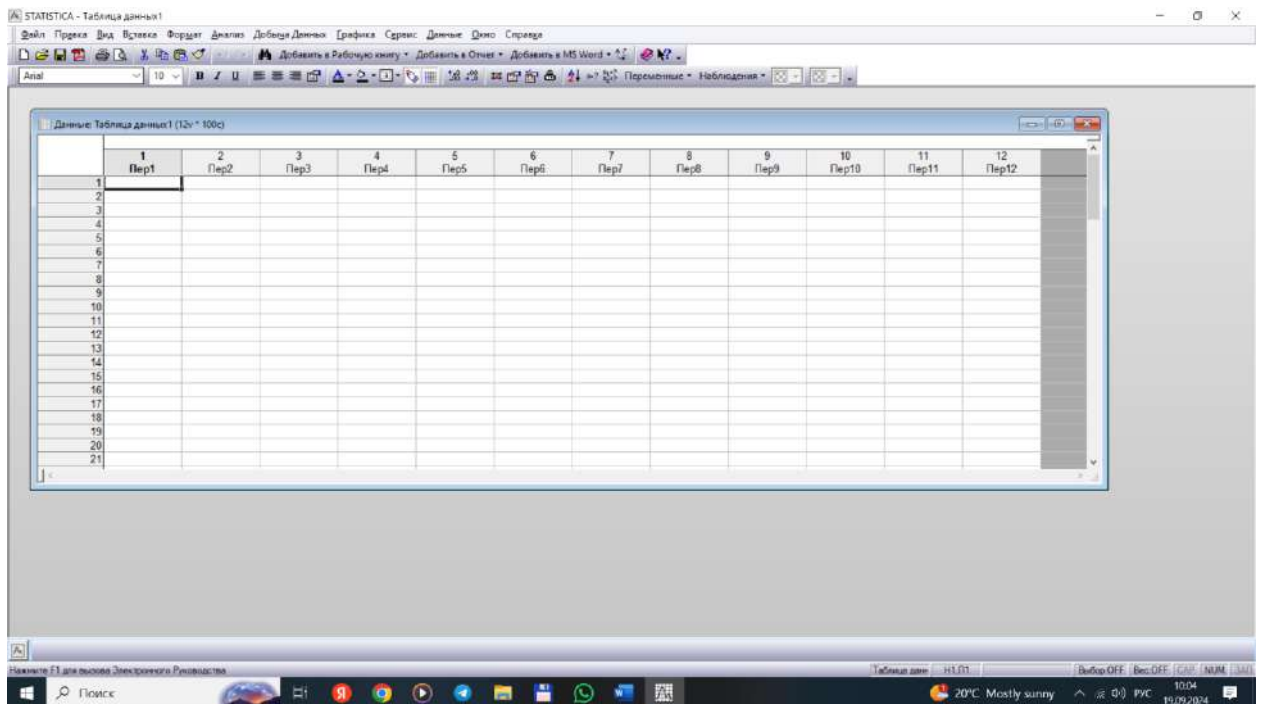 STATISTICA - Таблица данных1
Файл Правка Вид Вставка Формат Анализ Добыча Данных Графика Сервис Данные Окно Справка
Добавить в Рабочую книгу Добавить в Отчет Добавить в MS Word
Arial 10 Ж К Ч Переменные Наблюдения
Данные: Таблица данных1 (12v * 100c)
1 2 3 4 5 6 7 8 9 10 11 12
Пер1 Пер2 Пер3 Пер4 Пер5 Пер6 Пер7 Пер8 Пер9 Пер10 Пер11 Пер12
1
2
3
4
5
6
7
8
9
10
11
12
13
14
15
16
17
18
19
20
21
Нажмите F1 для вызова Электронного Руководства Таблица данн Н1,П1 Выбор:OFF Вес:OFF CAP NUM ЗАП
Поиск 20°C Mostly sunny РУС 10:04
19.09.2024